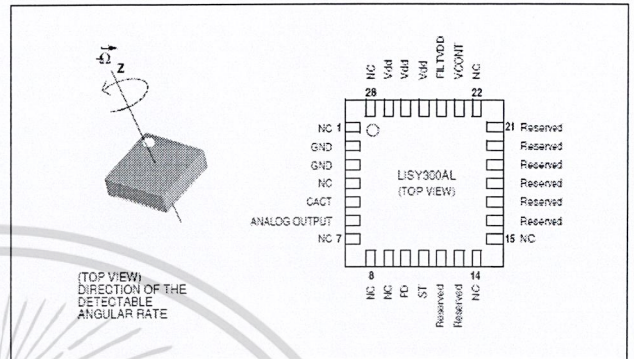 Ω
Z
(TOP VIEW)
DIRECTION OF THE
DETECTABLE
ANGULAR RATE
NC
Vdd
Vdd
Vdd
FILTVDD
VCONT
NC
28
22
NC 1
GND
GND
NC
CACT
ANALOG OUTPUT
NC 7
LISY300AL
(TOP VIEW)
21 Reserved
Reserved
Reserved
Reserved
Reserved
Reserved
15 NC
8
14
NC
NC
PD
ST
Reserved
Reserved
NC